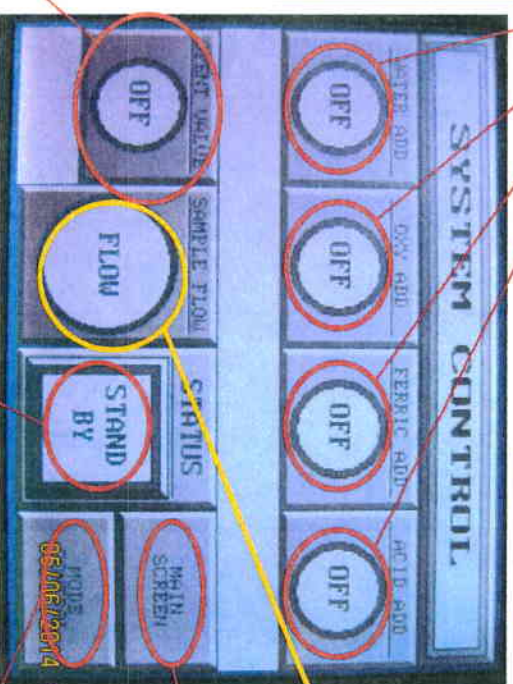 SYSTEM CONTROL
WATER ADD
OFF
OXY ADD
OFF
FERRIC ADD
OFF
ACID ADD
OFF
VENT VALVE
OFF
SAMPLE FLOW
FLOW
STATUS
STAND
BY
MAIN
SCREEN
MODE
06/06/2014